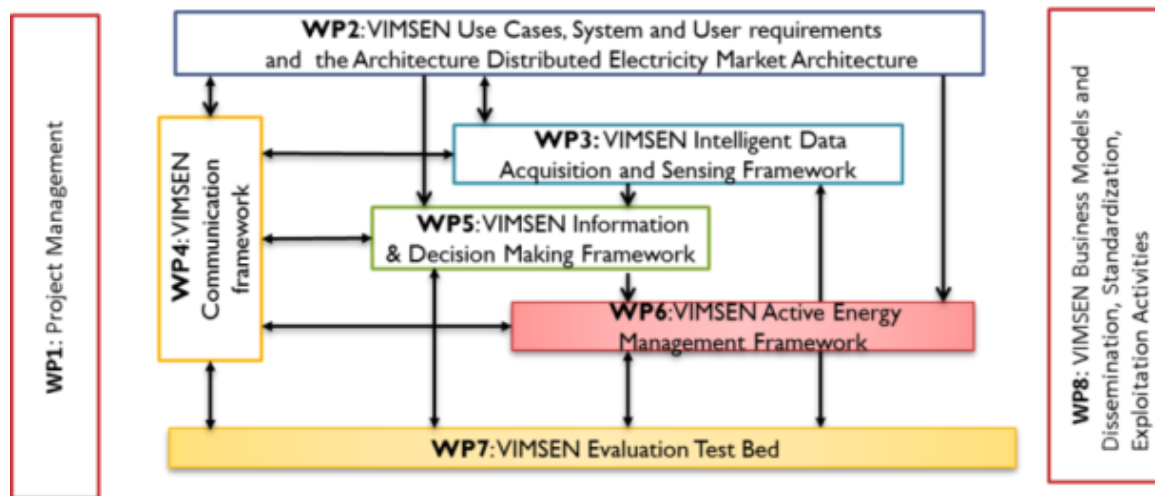 WP1: Project Management
WP2:VIMSEN Use Cases, System and User requirements
and the Architecture Distributed Electricity Market Architecture
WP4:VIMSEN
Communication
framework
WP3: VIMSEN Intelligent Data
Acquisition and Sensing Framework
WP5: VIMSEN Information
& Decision Making Framework
WP6:VIMSEN Active Energy
Management Framework
WP7: VIMSEN Evaluation Test Bed
WP8: VIMSEN Business Models and
Dissemination, Standardization,
Exploitation Activities